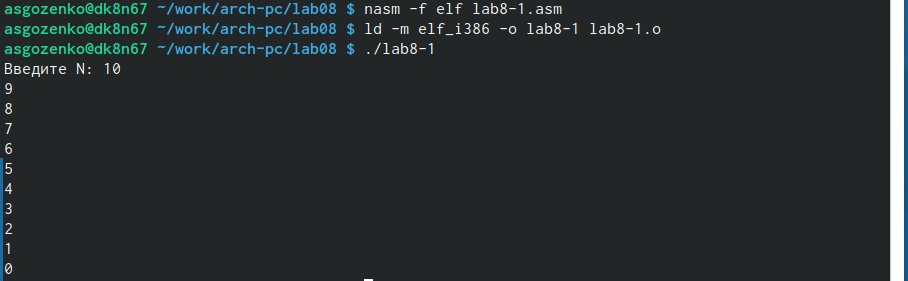 asgozenko@dk8n67 ~/work/arch-pc/lab08 $ nasm -f elf lab8-1.asm
asgozenko@dk8n67 ~/work/arch-pc/lab08 $ ld -m elf_i386 -o lab8-1 lab8-1.o
asgozenko@dk8n67 ~/work/arch-pc/lab08 $ ./lab8-1
Введите N: 10
9
8
7
6
5
4
3
2
1
0